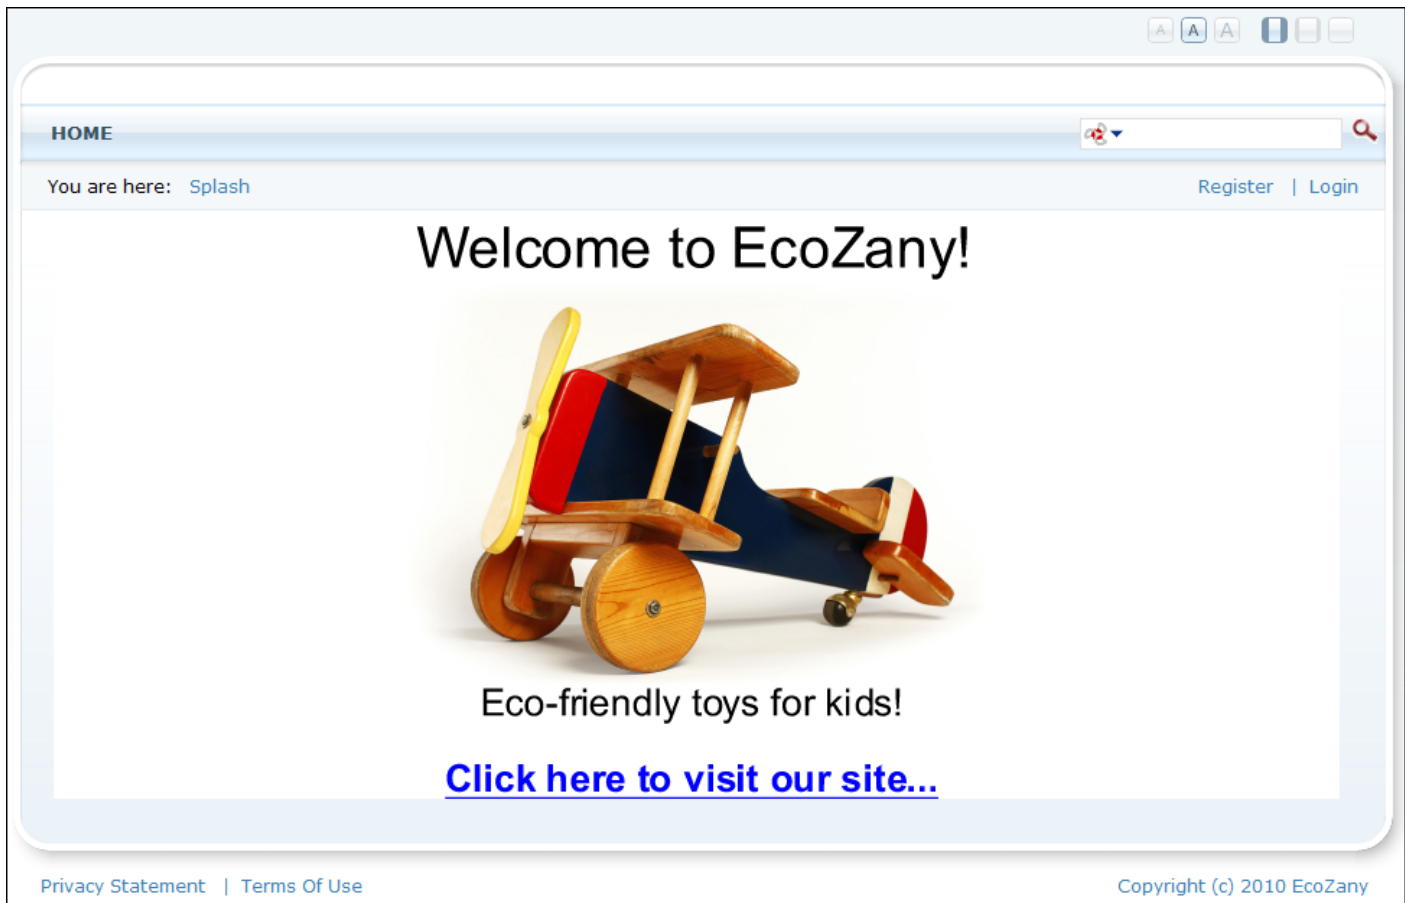 A A A
HOME
You are here: Splash
Register | Login
Welcome to EcoZany!
Eco-friendly toys for kids!
Click here to visit our site...
Privacy Statement | Terms Of Use
Copyright (c) 2010 EcoZany